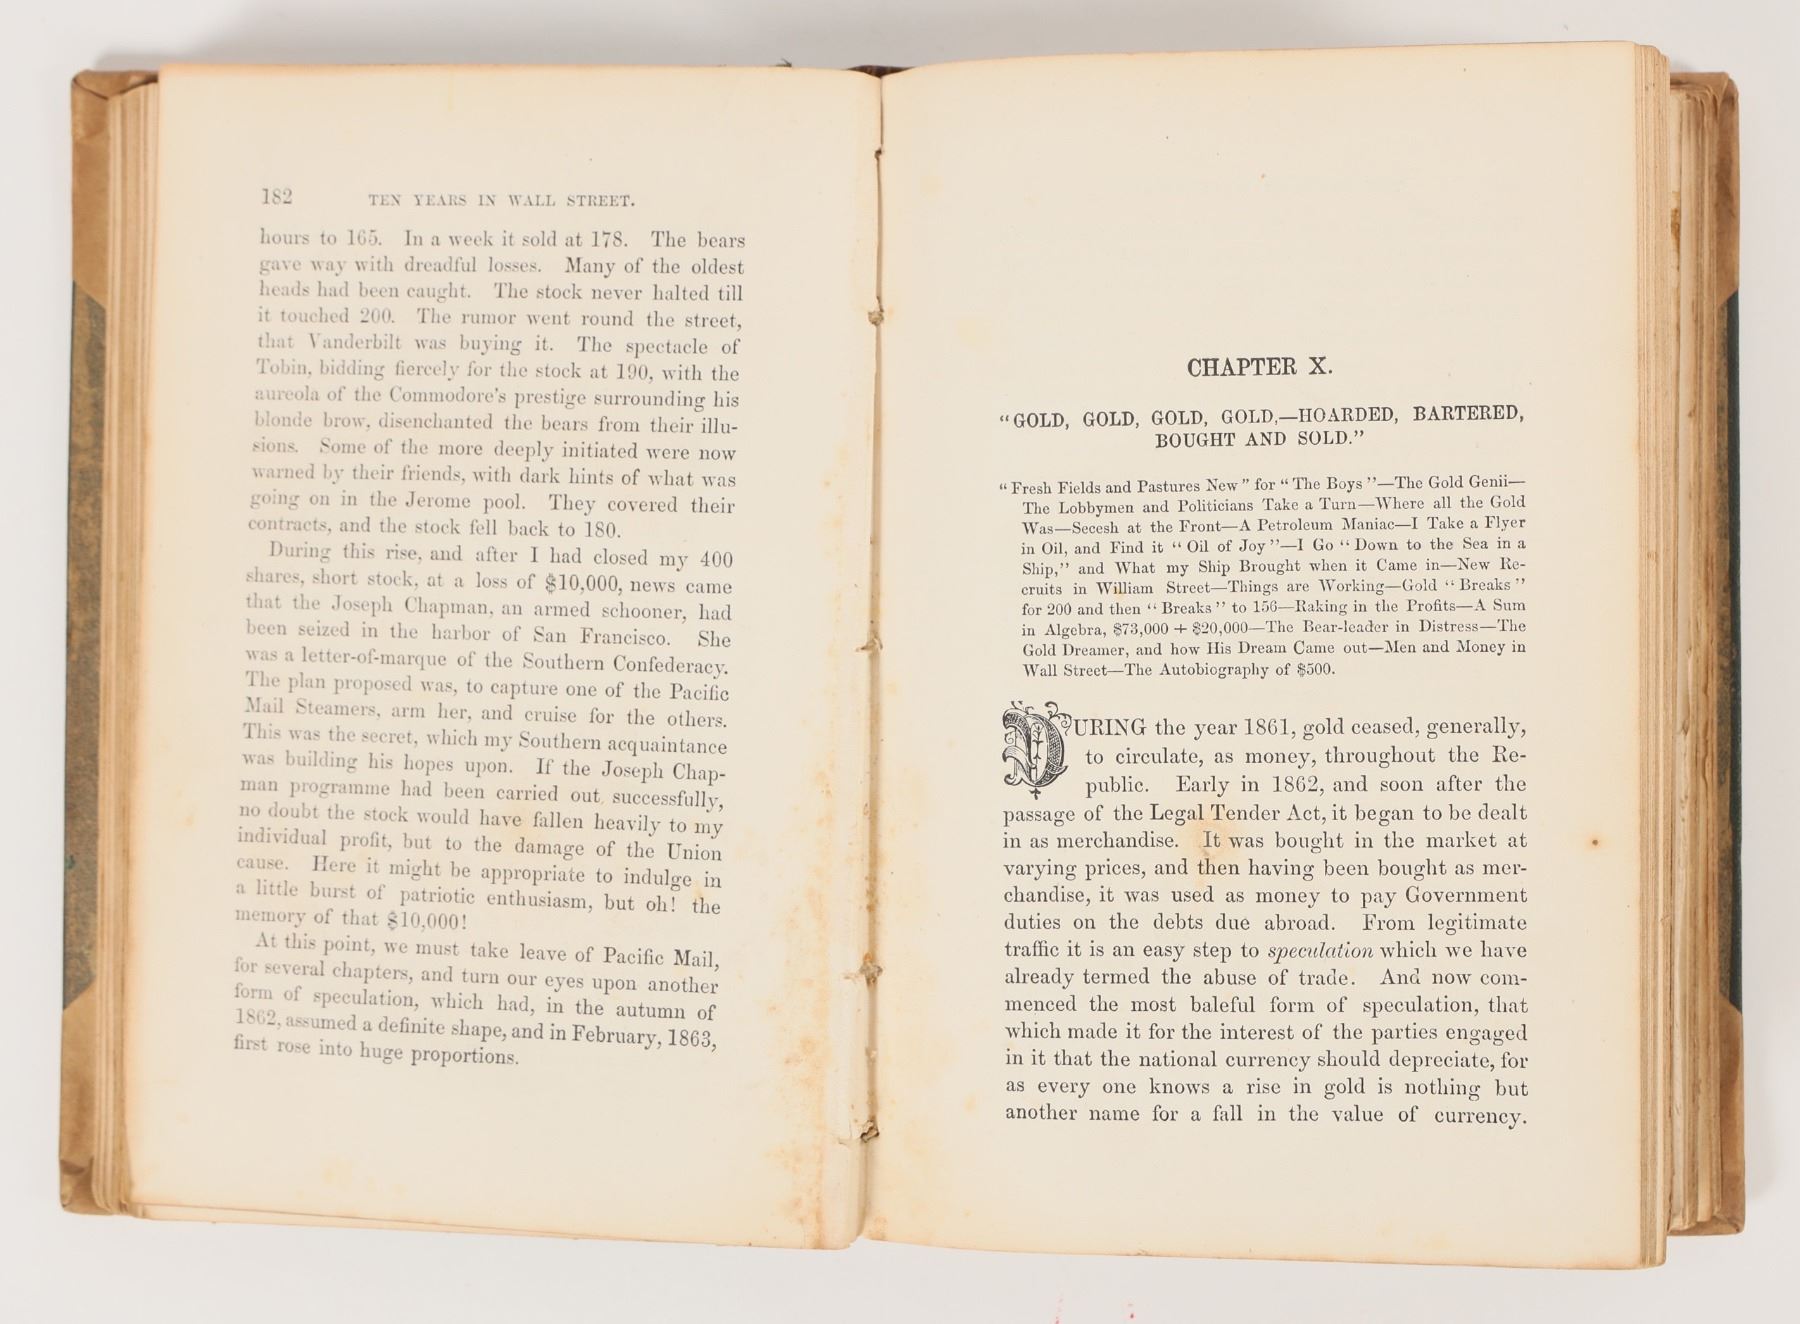 182 TEN YEARS IN WALL STREET.
hours to 165. In a week it sold at 178. The bears
gave way with dreadful losses. Many of the oldest
heads had been caught. The stock never halted till
it touched 200. The rumor went round the street,
that Vanderbilt was buying it. The spectacle of
Tobin, bidding fiercely for the stock at 190, with the
aureola of the Commodore's prestige surrounding his
blonde brow, disenchanted the bears from their illu-
sions. Some of the more deeply initiated were now
warned by their friends, with dark hints of what was
going on in the Jerome pool. They covered their
contracts, and the stock fell back to 180.
During this rise, and after I had closed my 400
shares, short stock, at a loss of $10,000, news came
that the Joseph Chapman, an armed schooner, had
been seized in the harbor of San Francisco. She
was a letter-of-marque of the Southern Confederacy.
The plan proposed was, to capture one of the Pacific
Mail Steamers, arm her, and cruise for the others.
This was the secret, which my Southern acquaintance
was building his hopes upon. If the Joseph Chap-
man programme had been carried out successfully,
no doubt the stock would have fallen heavily to my
individual profit, but to the damage of the Union
cause. Here it might be appropriate to indulge in
a little burst of patriotic enthusiasm, but oh! the
memory of that $10,000!
At this point, we must take leave of Pacific Mail,
for several chapters, and turn our eyes upon another
form of speculation, which had, in the autumn of
1862, assumed a definite shape, and in February, 1863,
first rose into huge proportions.
CHAPTER X.
"GOLD, GOLD, GOLD, GOLD,—HOARDED, BARTERED,
BOUGHT AND SOLD."
"Fresh Fields and Pastures New" for "The Boys"—The Gold Genii—
The Lobbymen and Politicians Take a Turn—Where all the Gold
Was—Secesh at the Front—A Petroleum Maniac—I Take a Flyer
in Oil, and Find it "Oil of Joy"—I Go "Down to the Sea in a
Ship," and What my Ship Brought when it Came in—New Re-
cruits in William Street—Things are Working—Gold "Breaks"
for 200 and then "Breaks" to 156—Raking in the Profits—A Sum
in Algebra, $73,000 + $20,000—The Bear-leader in Distress—The
Gold Dreamer, and how His Dream Came out—Men and Money in
Wall Street—The Autobiography of $500.
DURING the year 1861, gold ceased, generally,
to circulate, as money, throughout the Re-
public. Early in 1862, and soon after the
passage of the Legal Tender Act, it began to be dealt
in as merchandise. It was bought in the market at
varying prices, and then having been bought as mer-
chandise, it was used as money to pay Government
duties on the debts due abroad. From legitimate
traffic it is an easy step to speculation which we have
already termed the abuse of trade. And now com-
menced the most baleful form of speculation, that
which made it for the interest of the parties engaged
in it that the national currency should depreciate, for
as every one knows a rise in gold is nothing but
another name for a fall in the value of currency.